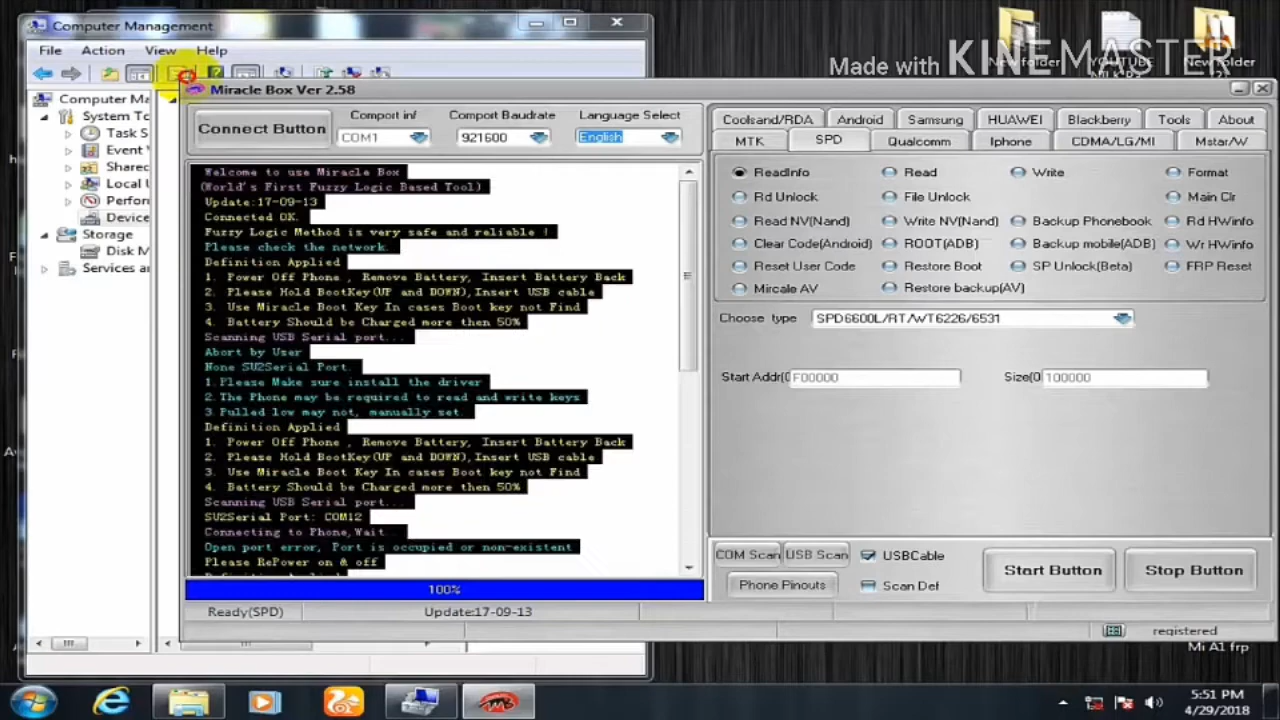 Computer Management
File Action View Help
Computer Ma
System To
Task S
Event
Shared
Local U
Perfor
Device
Storage
Disk M
Services ar
Made with KINEMASTER
New folder
YOUTUBE
New folder
Miracle Box Ver 2.58
Connect Button
Comport inf
Comport Baudrate
Language Select
COM1
921600
English
Welcome to use Miracle Box
(World's First Fuzzy Logic Based Tool)
Update:17-09-13
Connected OK.
Fuzzy Logic Method is very safe and reliable !
Please check the network.
Definition Applied
1. Power Off Phone , Remove Battery, Insert Battery Back
2. Please Hold BootKey(UP and DOWN),Insert USB cable
3. Use Miracle Boot Key In cases Boot key not Find
4. Battery Should be Charged more then 50%
Scanning USB Serial port...
Abort by User
None SU2Serial Port.
1.Please Make sure install the driver
2.The Phone may be required to read and write keys
3.Pulled low may not, manually set.
Definition Applied
1. Power Off Phone , Remove Battery, Insert Battery Back
2. Please Hold BootKey(UP and DOWN),Insert USB cable
3. Use Miracle Boot Key In cases Boot key not Find
4. Battery Should be Charged more then 50%
Scanning USB Serial port...
SU2Serial Port: COM12
Connecting to Phone,Wait..
Open port error, Port is occupied or non-existent
Please RePower on & off
Definition Applied
100%
Ready(SPD)
Update:17-09-13
Coolsand/RDA Android Samsung HUAWEI Blackberry Tools About
MTK SPD Qualcomm Iphone CDMA/LG/MI Mstar/W
ReadInfo Read Write Format
Rd Unlock File Unlock Main Clr
Read NV(Nand) Write NV(Nand) Backup Phonebook Rd HWinfo
Clear Code(Android) ROOT(ADB) Backup mobile(ADB) Wr HWinfo
Reset User Code Restore Boot SP Unlock(Beta) FRP Reset
Mircale AV Restore backup(AV)
Choose type SPD6600L/RT/WT6226/6531
Start Addr(0 F00000 Size(0 100000
COM Scan USB Scan USBCable Start Button Stop Button
Phone Pinouts Scan Def
registered
Mi A1 frp
5:51 PM
4/29/2018